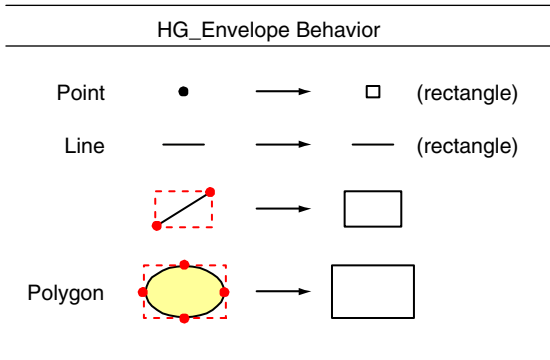 HG_Envelope Behavior
Point (rectangle)
Line (rectangle)
Polygon